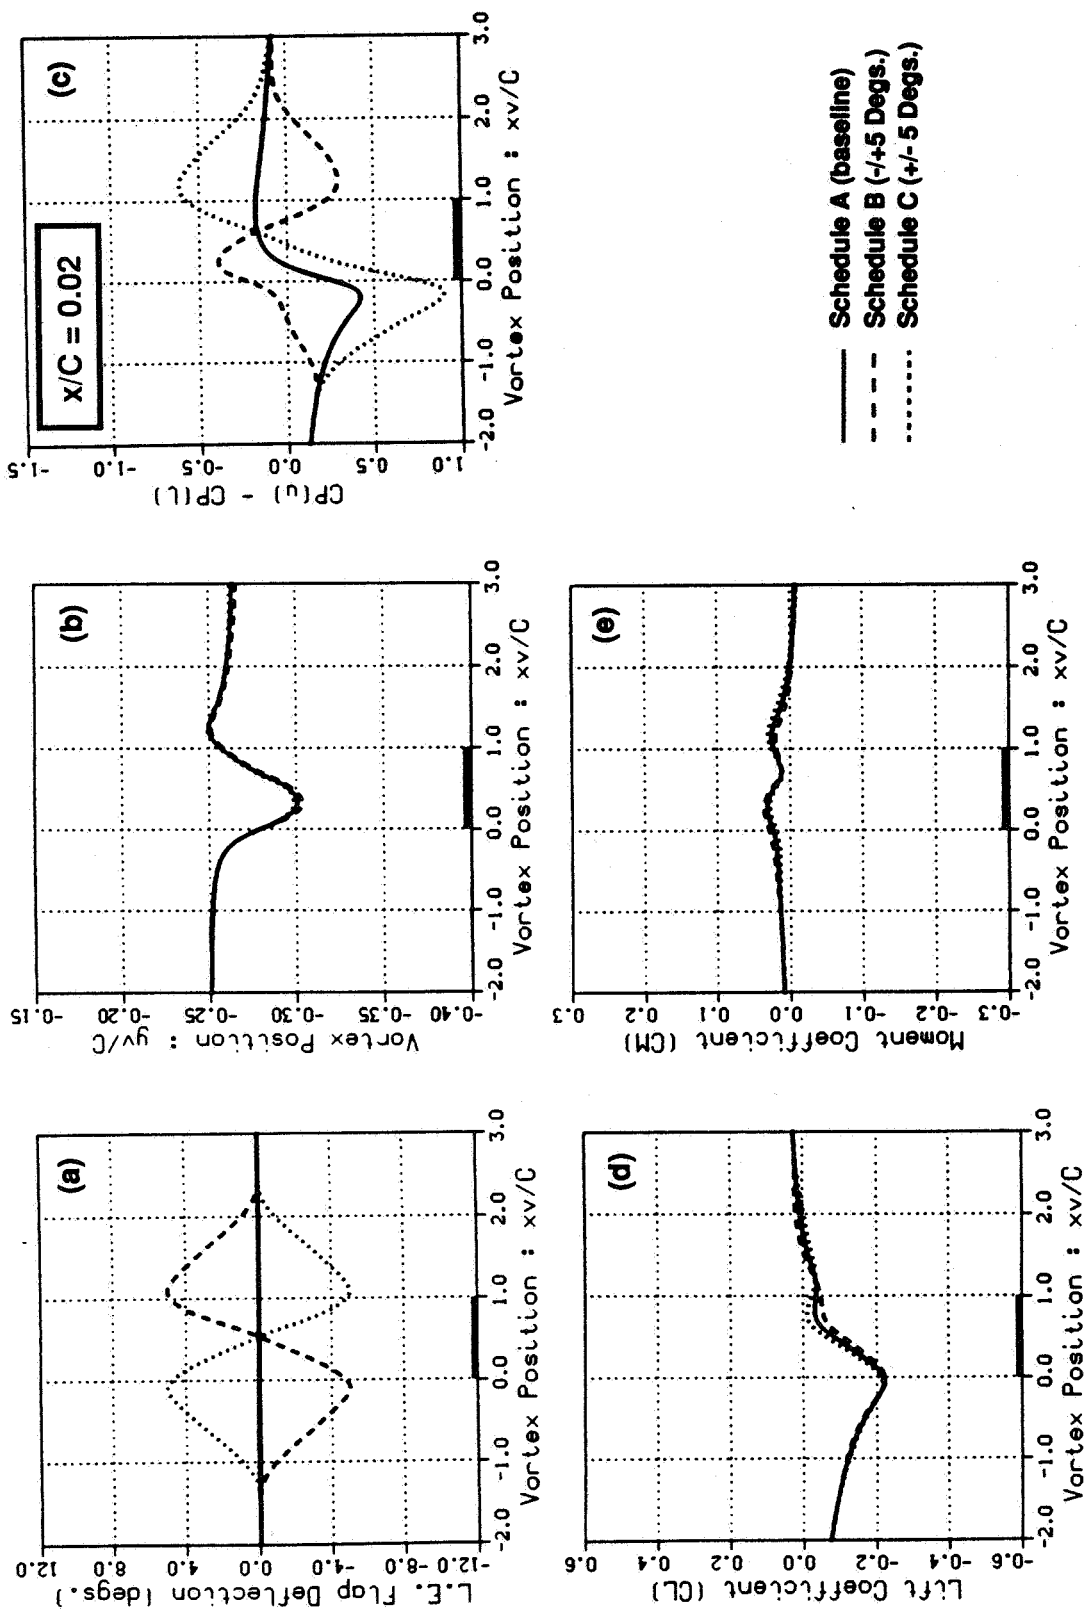 (a)
12.0
8.0
4.0
0.0
-4.0
-8.0
-12.0
L.E. Flap Deflection (degs.)
-2.0 -1.0 0.0 1.0 2.0 3.0
Vortex Position : xv/C
(b)
-0.15
-0.20
-0.25
-0.30
-0.35
-0.40
Vortex Position : yv/C
-2.0 -1.0 0.0 1.0 2.0 3.0
Vortex Position : xv/C
x/C = 0.02
(c)
-1.5
-1.0
-0.5
0.0
0.5
1.0
CP(u) - CP(l)
-2.0 -1.0 0.0 1.0 2.0 3.0
Vortex Position : xv/C
(d)
0.6
0.4
0.2
0.0
-0.2
-0.4
-0.6
Lift Coefficient (CL)
-2.0 -1.0 0.0 1.0 2.0 3.0
Vortex Position : xv/C
(e)
0.3
0.2
0.1
0.0
-0.1
-0.2
-0.3
Moment Coefficient (CM)
-2.0 -1.0 0.0 1.0 2.0 3.0
Vortex Position : xv/C
Schedule A (baseline)
Schedule B (-/+5 Degs.)
Schedule C (+/- 5 Degs.)